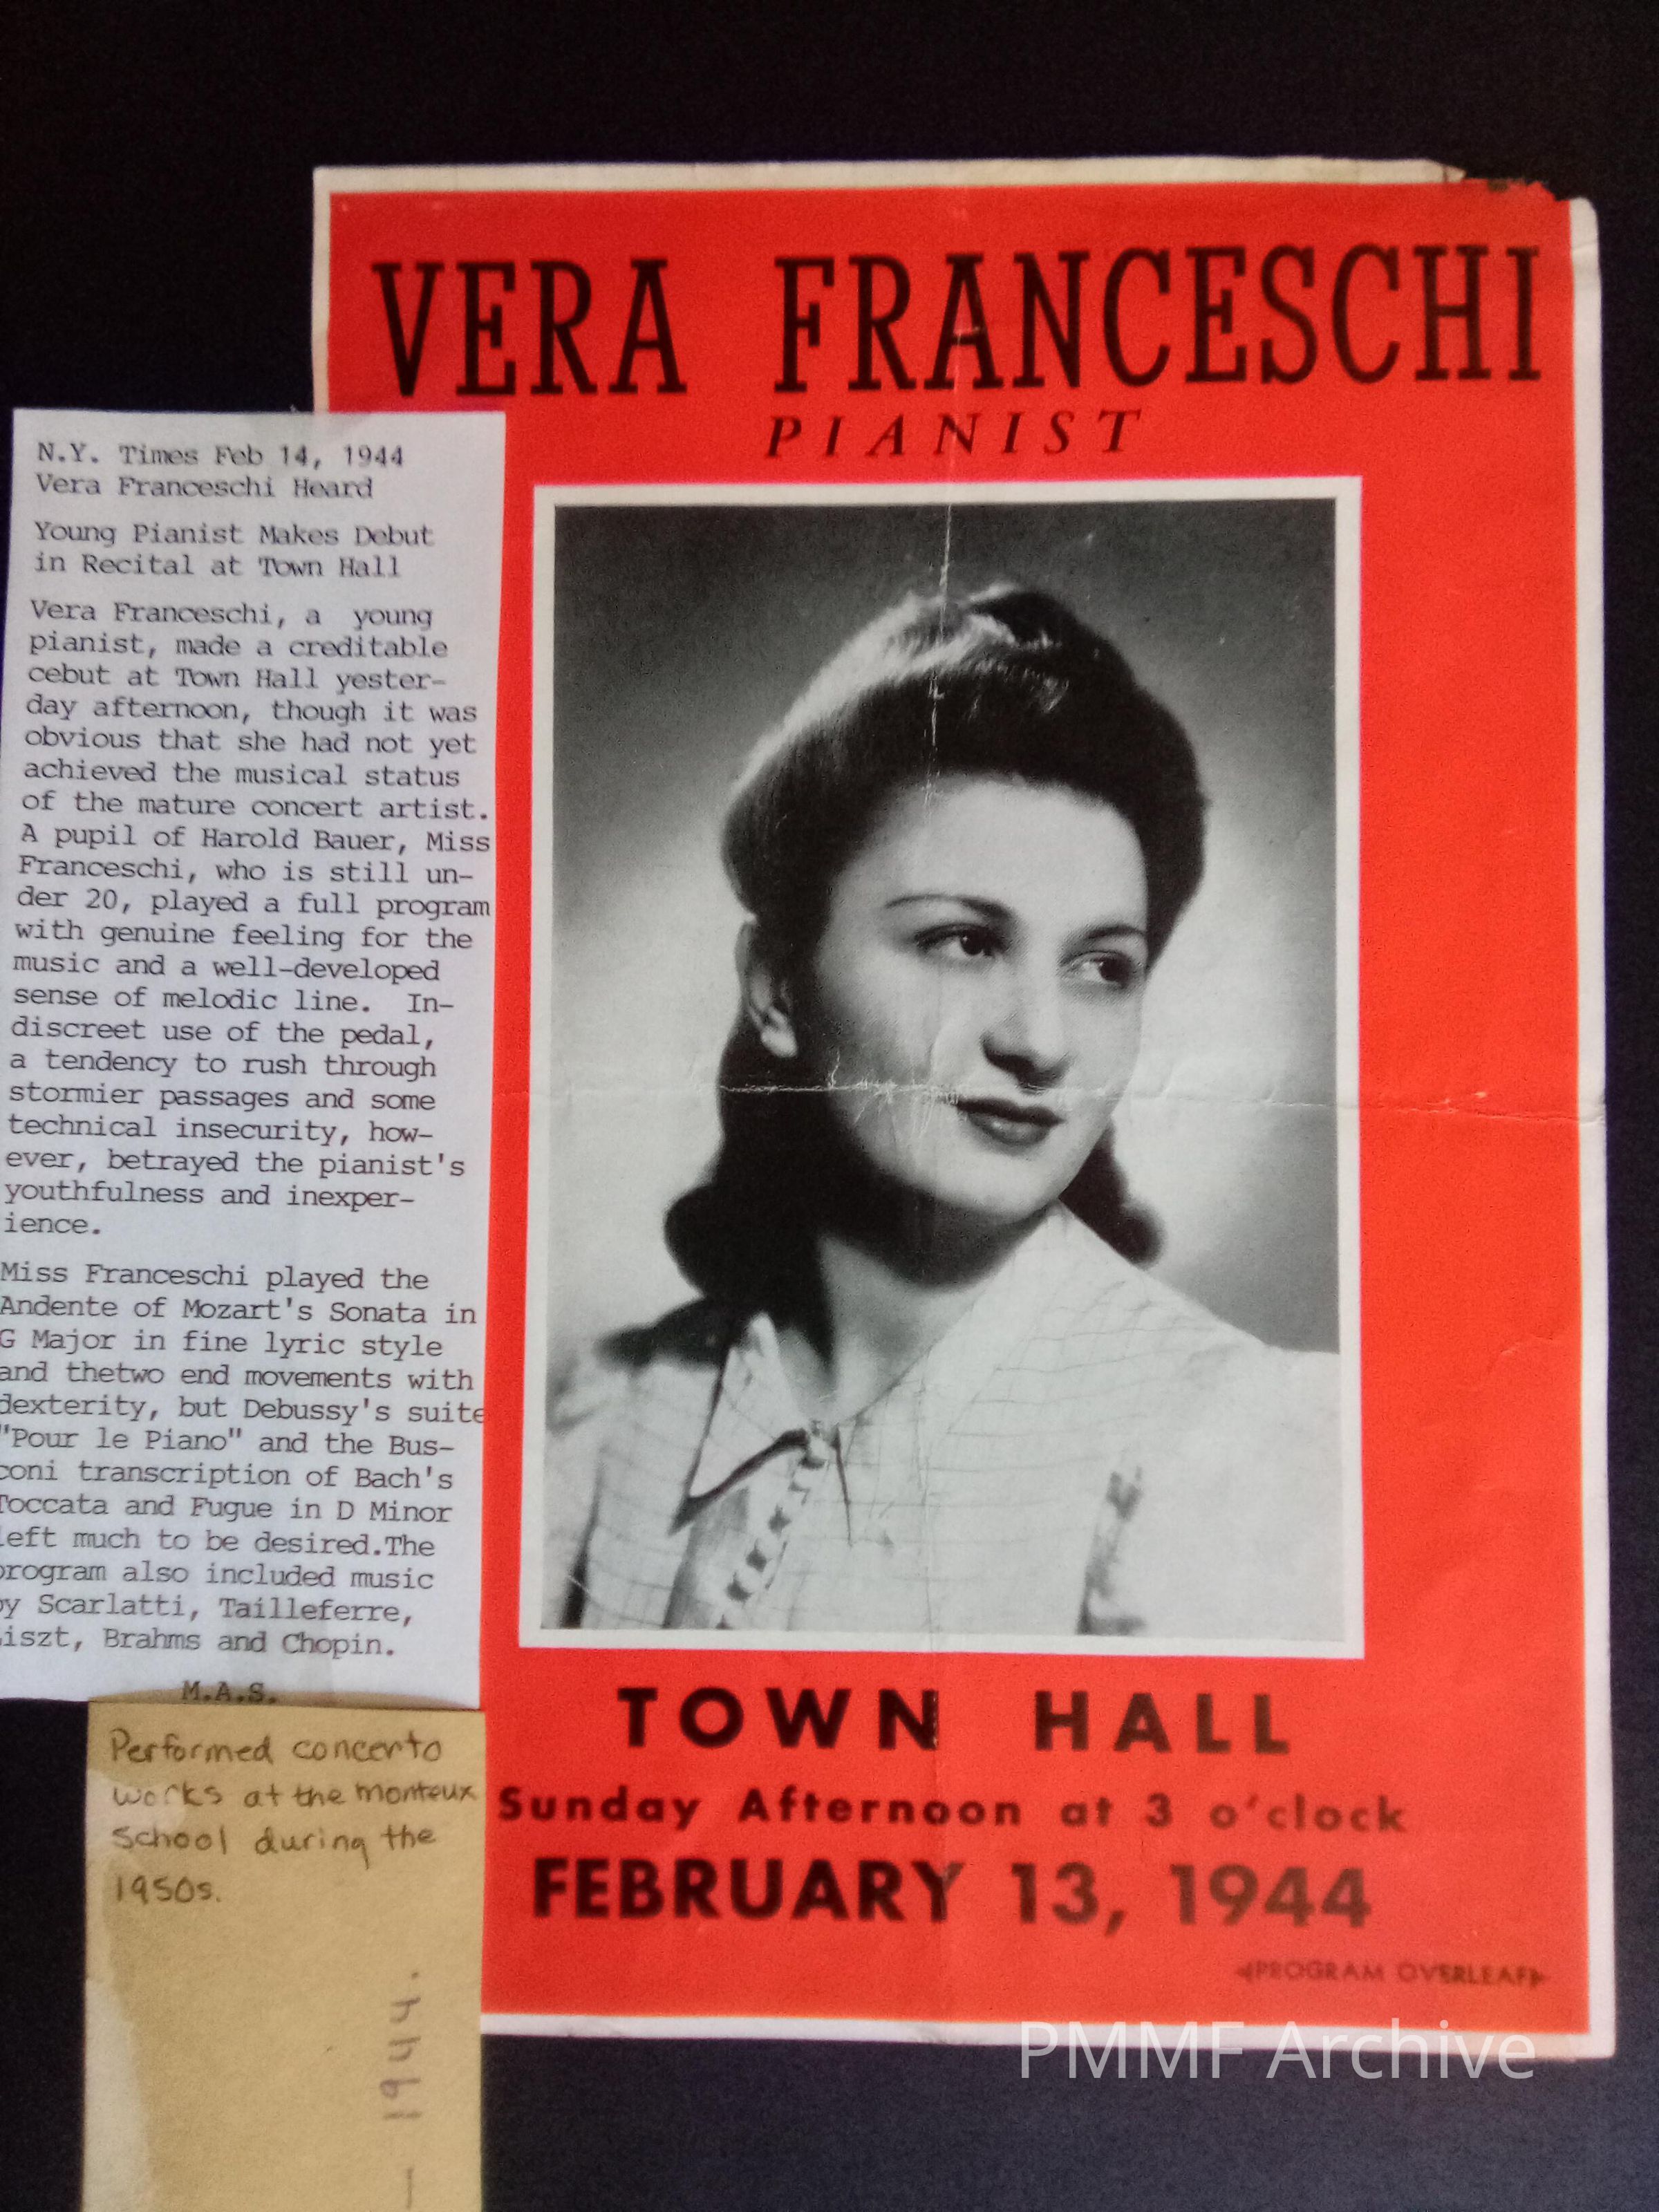 VERA FRANCESCHI
PIANIST
N.Y. Times Feb 14, 1944
Vera Franceschi Heard
Young Pianist Makes Debut
in Recital at Town Hall
Vera Franceschi, a young
pianist, made a creditable
cebut at Town Hall yester-
day afternoon, though it was
obvious that she had not yet
achieved the musical status
of the mature concert artist.
A pupil of Harold Bauer, Miss
Franceschi, who is still un-
der 20, played a full program
with genuine feeling for the
music and a well-developed
sense of melodic line. In-
discreet use of the pedal,
a tendency to rush through
stormier passages and some
technical insecurity, how-
ever, betrayed the pianist's
youthfulness and inexper-
ience.
Miss Franceschi played the
Andente of Mozart's Sonata in
G Major in fine lyric style
and thetwo end movements with
dexterity, but Debussy's suite
"Pour le Piano" and the Bus-
coni transcription of Bach's
Toccata and Fugue in D Minor
left much to be desired.The
program also included music
by Scarlatti, Tailleferre,
Liszt, Brahms and Chopin.
M.A.S.
Performed concerto
works at the monteux
school during the
1950s.
— 1944.
TOWN HALL
Sunday Afternoon at 3 o'clock
FEBRUARY 13, 1944
PROGRAM OVERLEAF
PMMF Archive